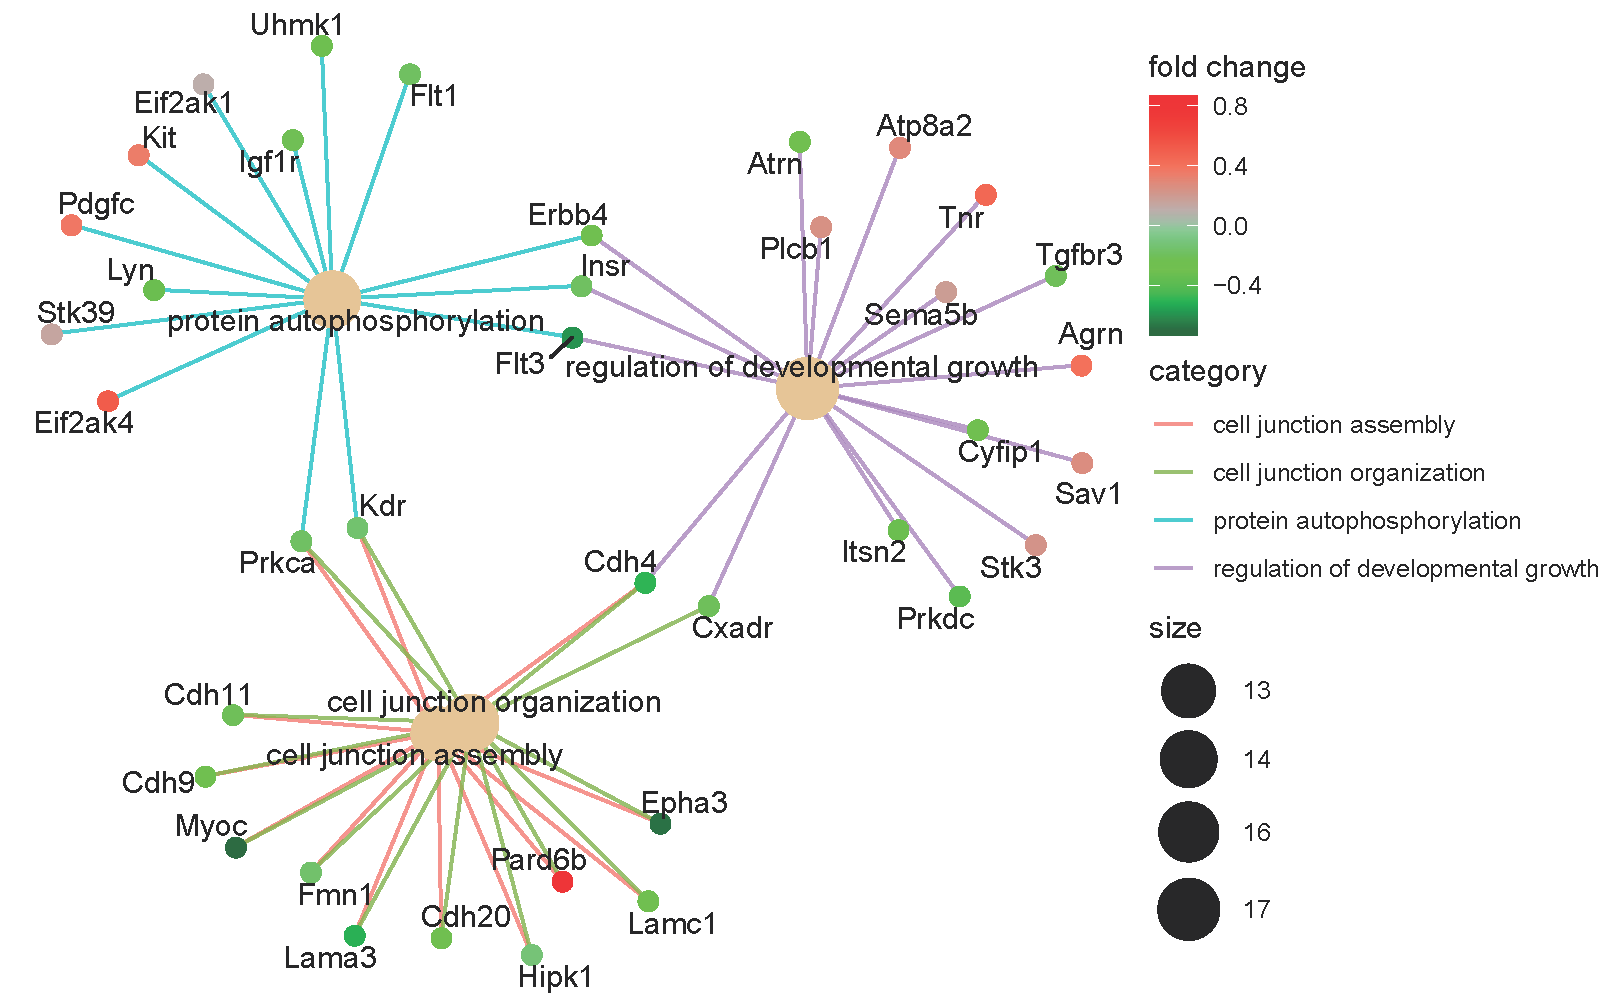 Uhmk1
Eif2ak1
Flt1
Kit
Igf1r
Pdgfc
Lyn
Stk39
protein autophosphorylation
Eif2ak4
Erbb4
Insr
Flt3
Atrn
Atp8a2
Tnr
Plcb1
Tgfbr3
Sema5b
Agrn
regulation of developmental growth
Cyfip1
Sav1
Itsn2
Stk3
Prkdc
Kdr
Prkca
Cdh4
Cxadr
Cdh11
cell junction organization
cell junction assembly
Cdh9
Myoc
Epha3
Pard6b
Fmn1
Cdh20
Lamc1
Lama3
Hipk1
fold change
0.8
0.4
0.0
−0.4
category
cell junction assembly
cell junction organization
protein autophosphorylation
regulation of developmental growth
size
13
14
16
17